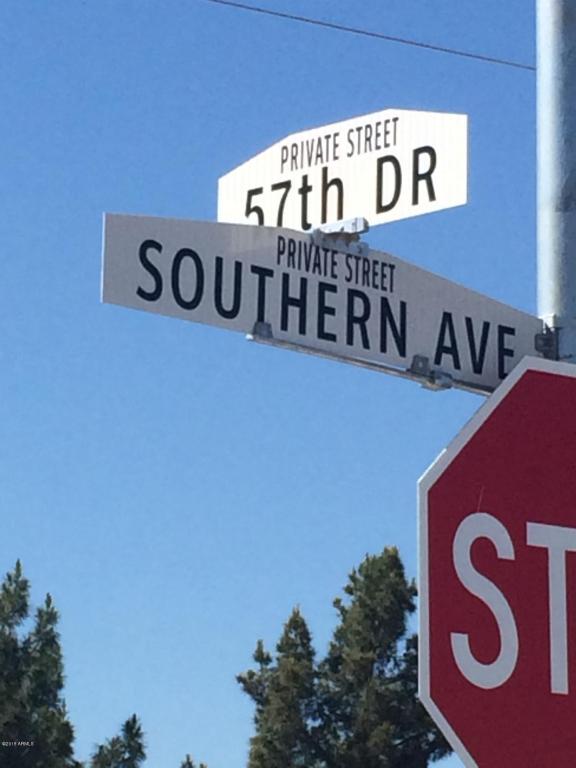 PRIVATE STREET
57th DR
PRIVATE STREET
SOUTHERN AVE
ST